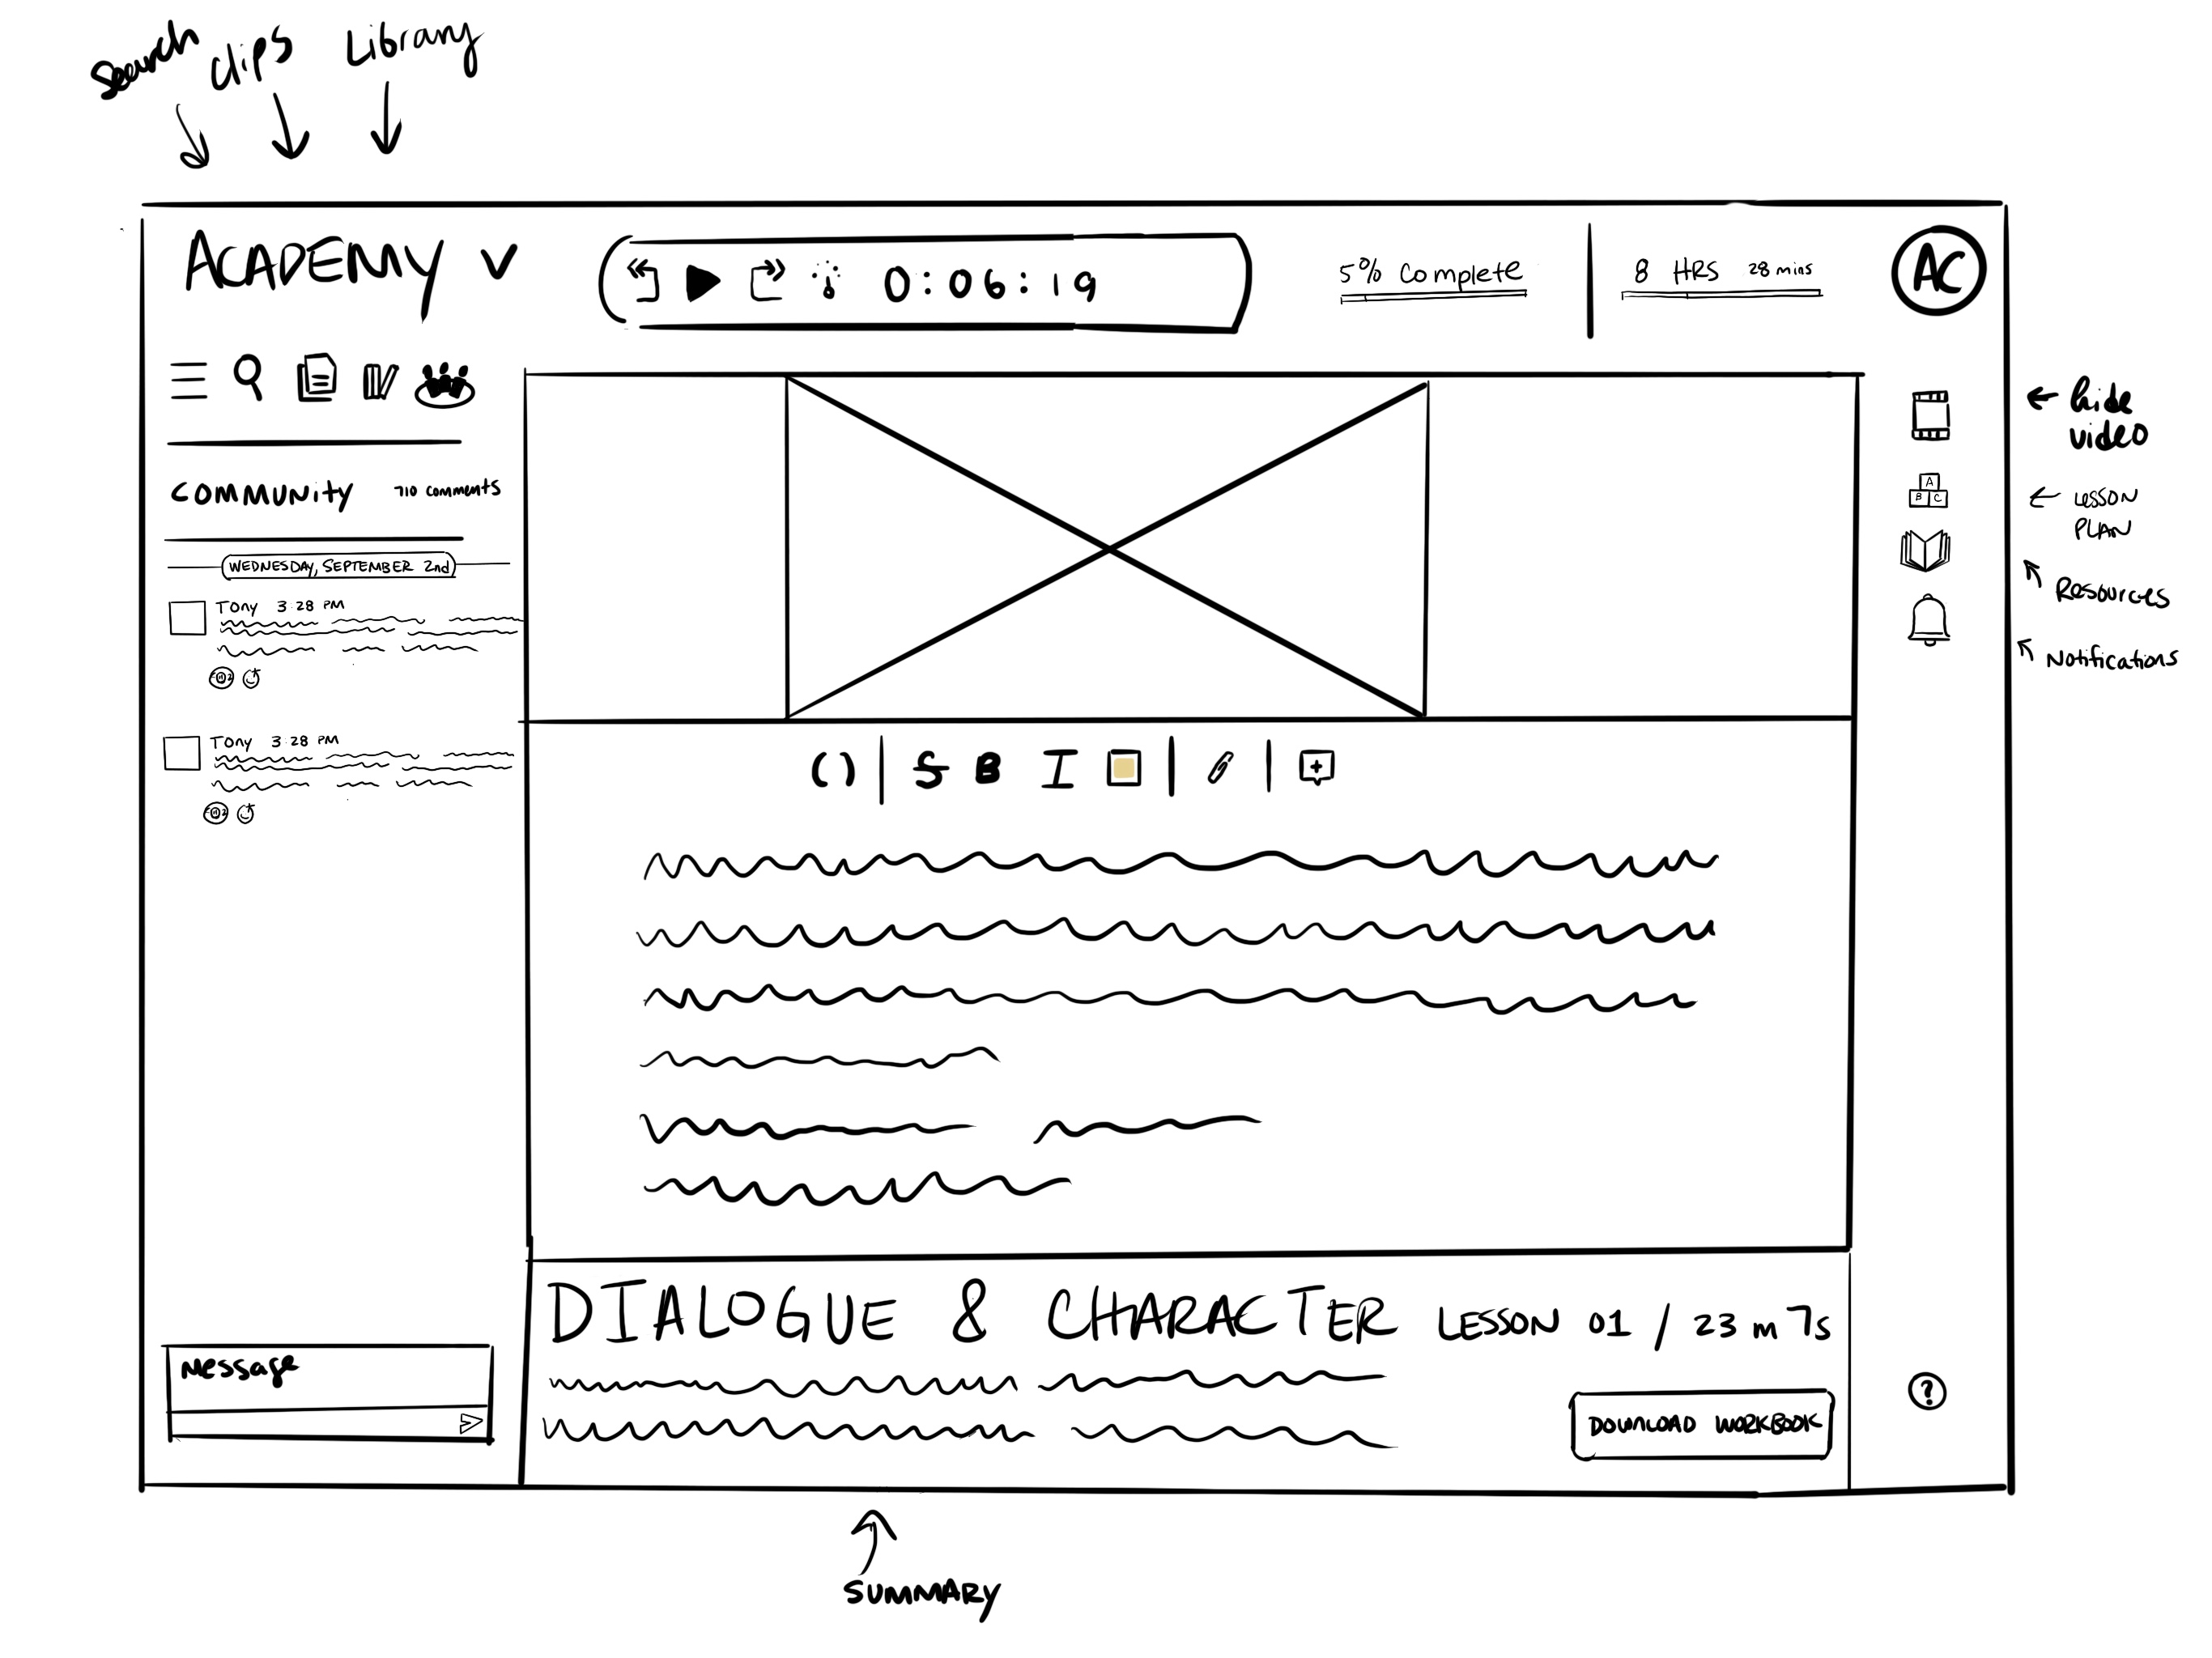 Search
Clips
Library
ACADEMY v
0:06:19
5% Complete
8 HRS 28 mins
AC
COMMUNITY 710 comments
WEDNESDAY, SEPTEMBER 2nd
Tony 3:28 PM
Tony 3:28 PM
Message
hide
video
A
B C
LESSON
PLAN
Resources
Notifications
( ) S B I
DIALOGUE & CHARACTER LESSON 01 / 23 m 7s
DOWNLOAD WORKBOOK
?
SUMMARY